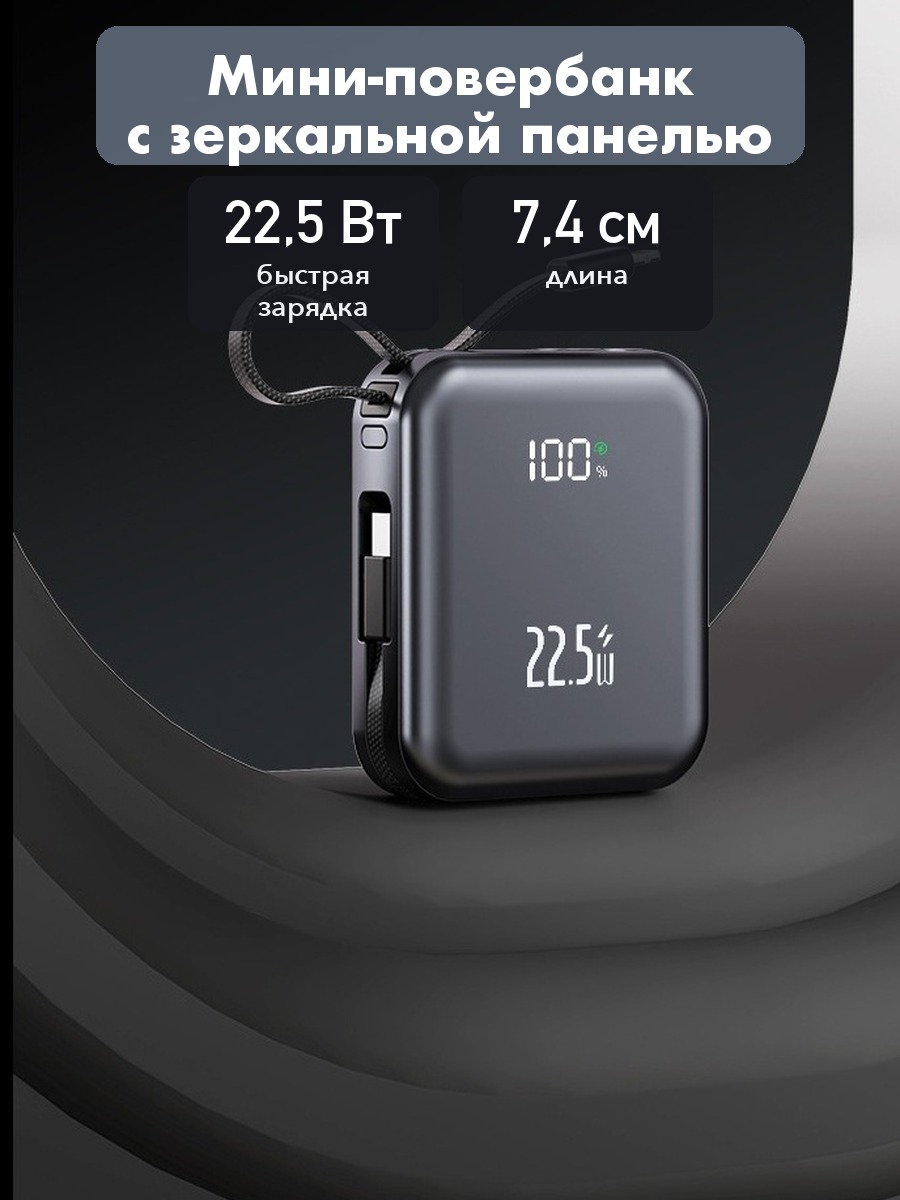 Мини-повербанк
с зеркальной панелью
22,5 Вт
быстрая
зарядка
7,4 см
длина
100%
22.5W